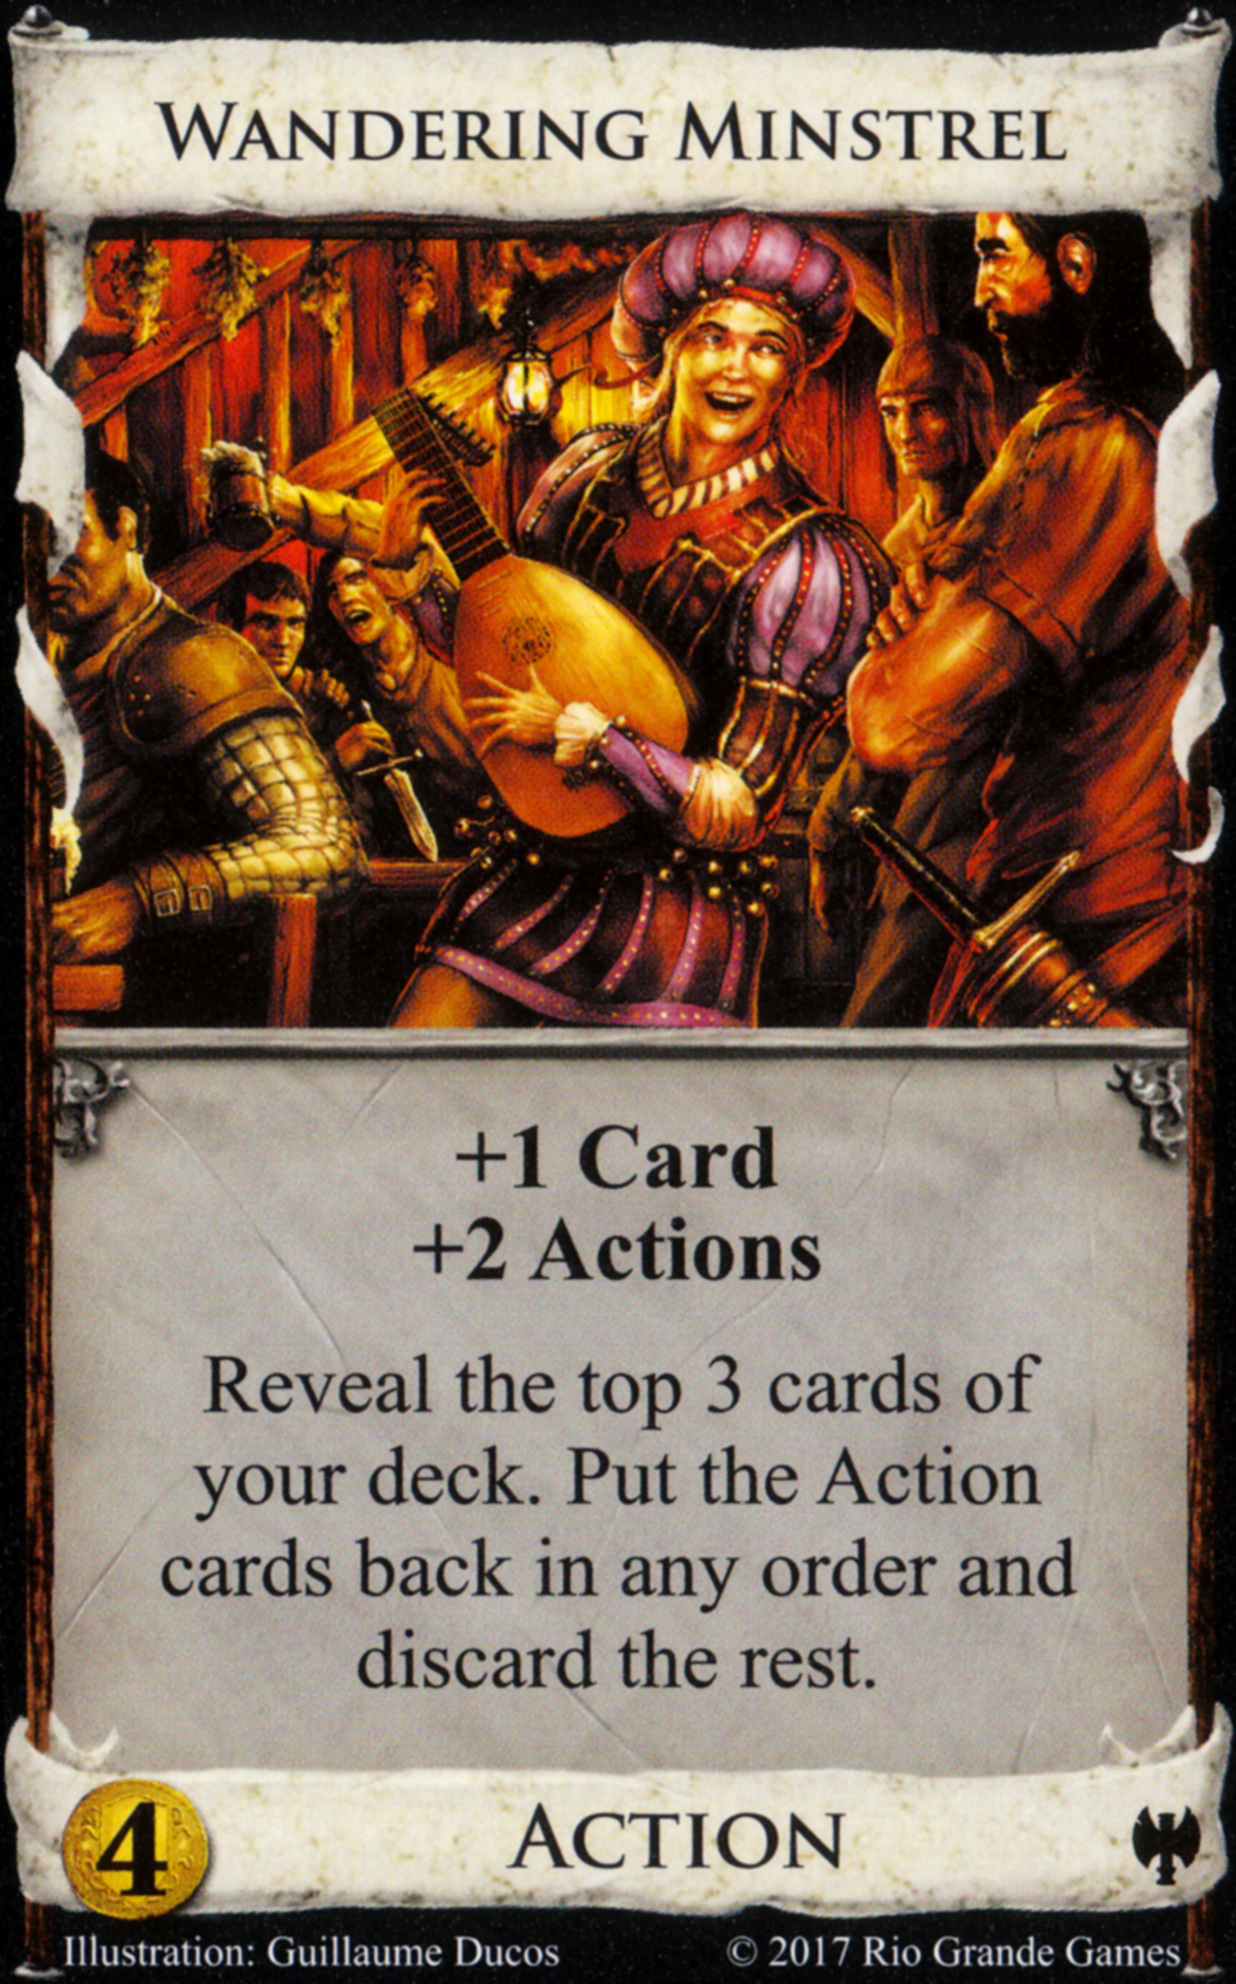 WANDERING MINSTREL
+1 Card
+2 Actions
Reveal the top 3 cards of
your deck. Put the Action
cards back in any order and
discard the rest.
4
ACTION
Illustration: Guillaume Ducos
© 2017 Rio Grande Games